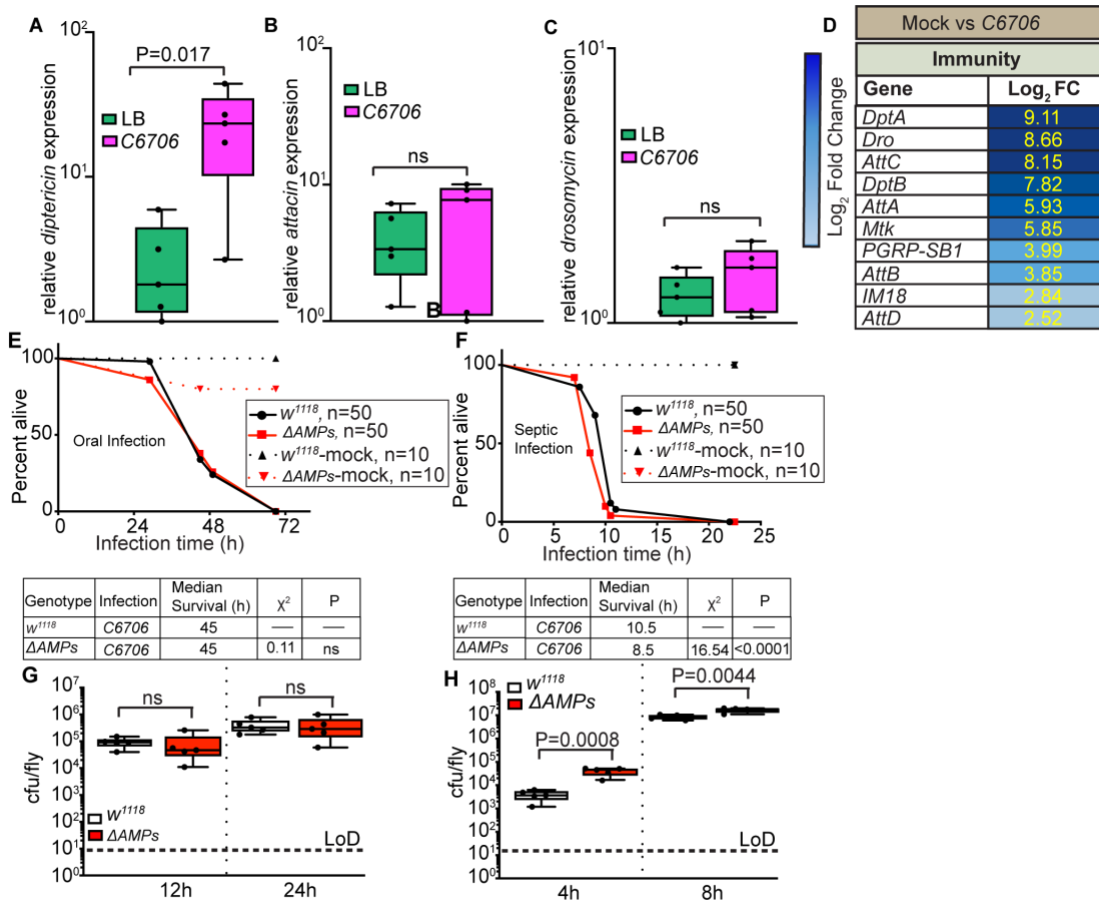 A
10²
P=0.017
relative diptericin expression
LB
C6706
10¹
10⁰
B
10²
relative attacin expression
LB
C6706
ns
10¹
B
10⁰
C
10¹
relative drosomycin expression
LB
C6706
ns
10⁰
Log₂ Fold Change
D
Mock vs C6706
Immunity
Gene Log₂ FC
DptA 9.11
Dro 8.66
AttC 8.15
DptB 7.82
AttA 5.93
Mtk 5.85
PGRP-SB1 3.99
AttB 3.85
IM18 2.84
AttD 2.52
E
100
50
0
Percent alive
Oral Infection
w¹¹¹⁸, n=50
ΔAMPs, n=50
w¹¹¹⁸-mock, n=10
ΔAMPs-mock, n=10
0 24 48 72
Infection time (h)
Genotype Infection Median Survival (h) χ² P
w¹¹¹⁸ C6706 45 — —
ΔAMPs C6706 45 0.11 ns
F
100
50
0
Percent alive
Septic
Infection
w¹¹¹⁸, n=50
ΔAMPs, n=50
w¹¹¹⁸-mock, n=10
ΔAMPs-mock, n=10
0 5 10 15 20 25
Infection time (h)
Genotype Infection Median Survival (h) χ² P
w¹¹¹⁸ C6706 10.5 — —
ΔAMPs C6706 8.5 16.54 <0.0001
G
10⁷
10⁶
10⁵
10⁴
10³
10²
10¹
10⁰
cfu/fly
ns
ns
w¹¹¹⁸
ΔAMPs
LoD
12h 24h
H
10⁸
10⁷
10⁶
10⁵
10⁴
10³
10²
10¹
10⁰
cfu/fly
w¹¹¹⁸
ΔAMPs
P=0.0044
P=0.0008
LoD
4h 8h